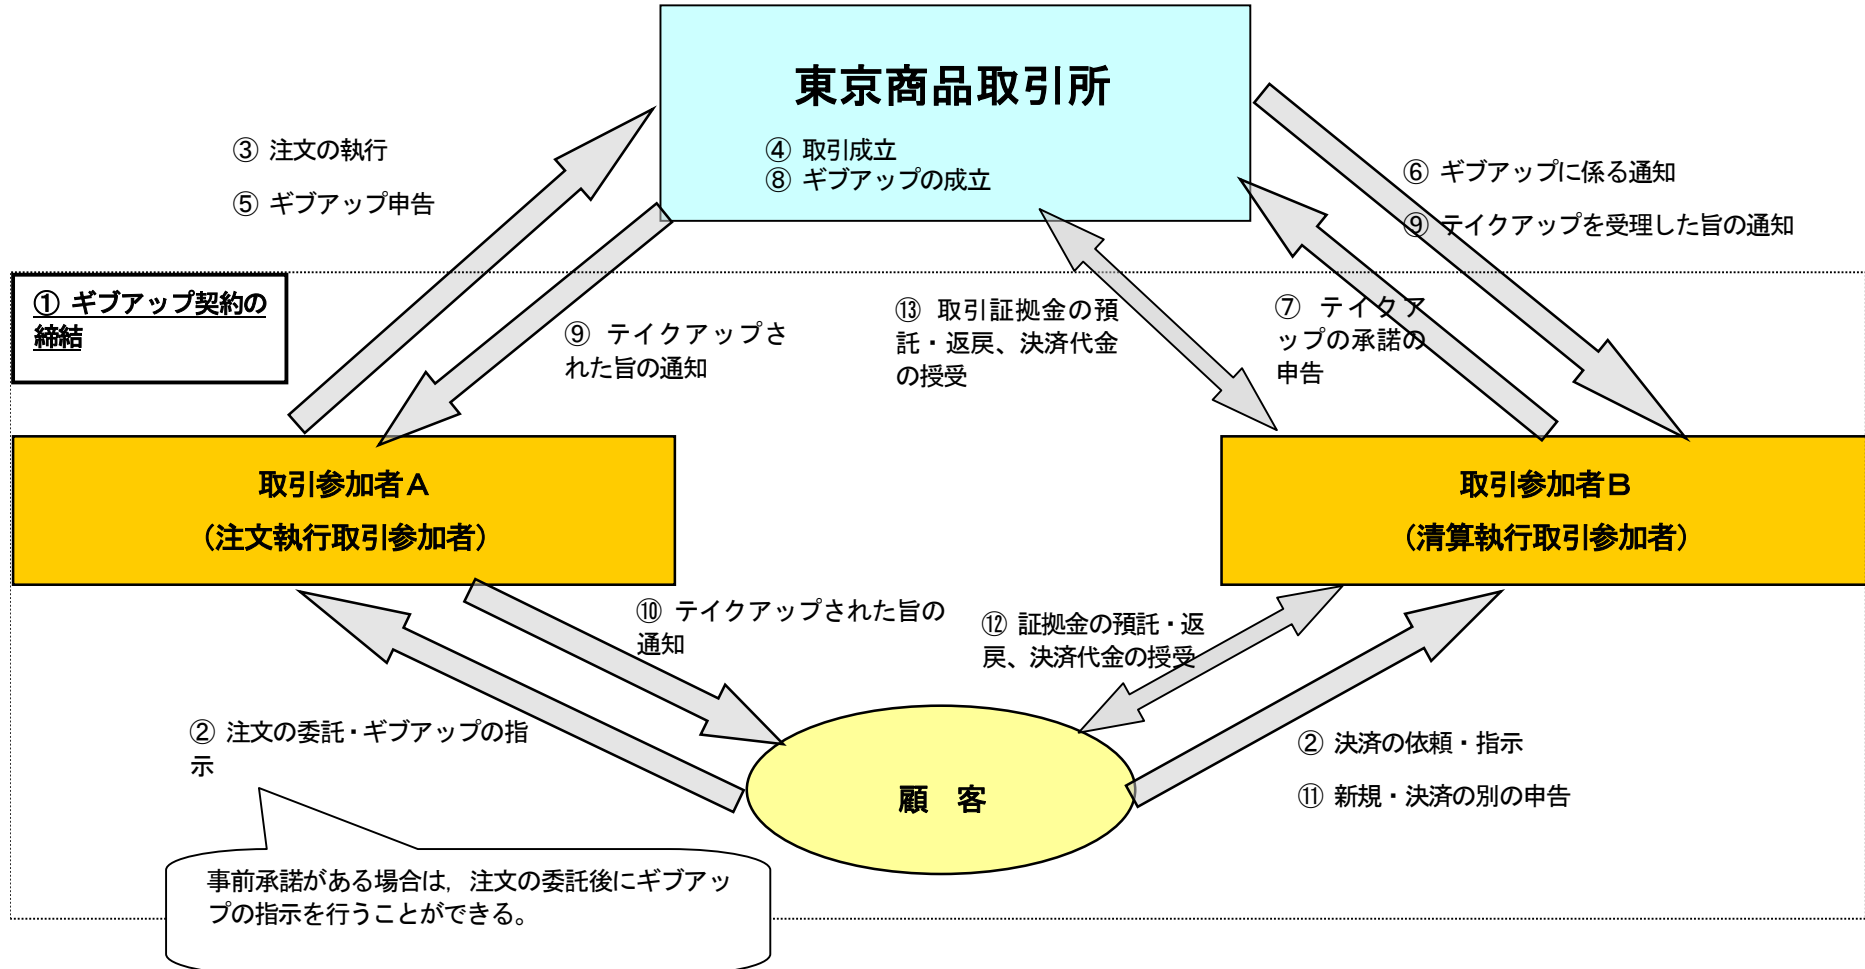 東京商品取引所
④ 取引成立
⑧ ギブアップの成立
③ 注文の執行
⑤ ギブアップ申告
⑥ ギブアップに係る通知
⑨ テイクアップを受理した旨の通知
① ギブアップ契約の
締結
⑨ テイクアップさ
れた旨の通知
⑬ 取引証拠金の預
託・返戻、決済代金
の授受
⑦ テイクア
ップの承諾の
申告
取引参加者A
(注文執行取引参加者)
取引参加者B
(清算執行取引参加者)
⑩ テイクアップされた旨の
通知
⑫ 証拠金の預託・返
戻、決済代金の授受
② 注文の委託・ギブアップの指
示
② 決済の依頼・指示
⑪ 新規・決済の別の申告
顧 客
事前承諾がある場合は, 注文の委託後にギブアッ
プの指示を行うことができる。